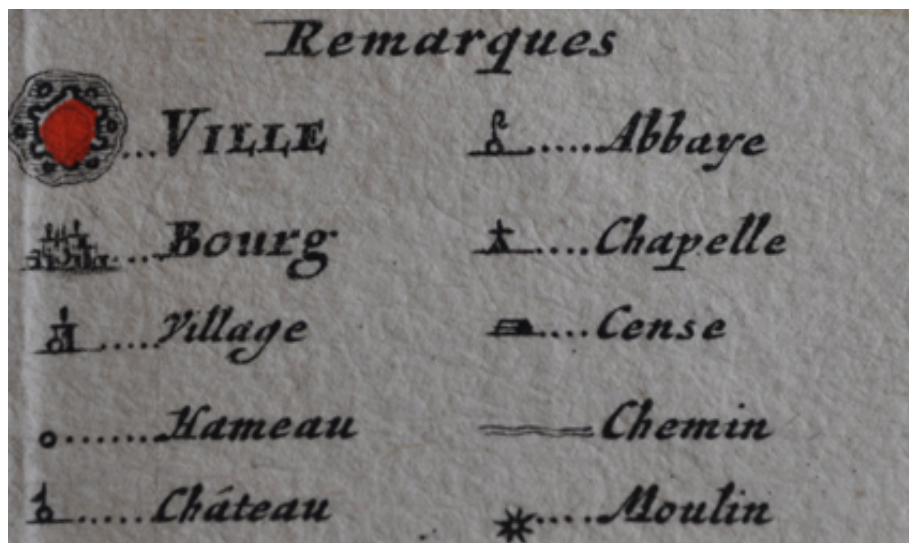 Remarques
VILLE
Bourg
Village
Hameau
Château
Abbaye
Chapelle
Cense
Chemin
Moulin